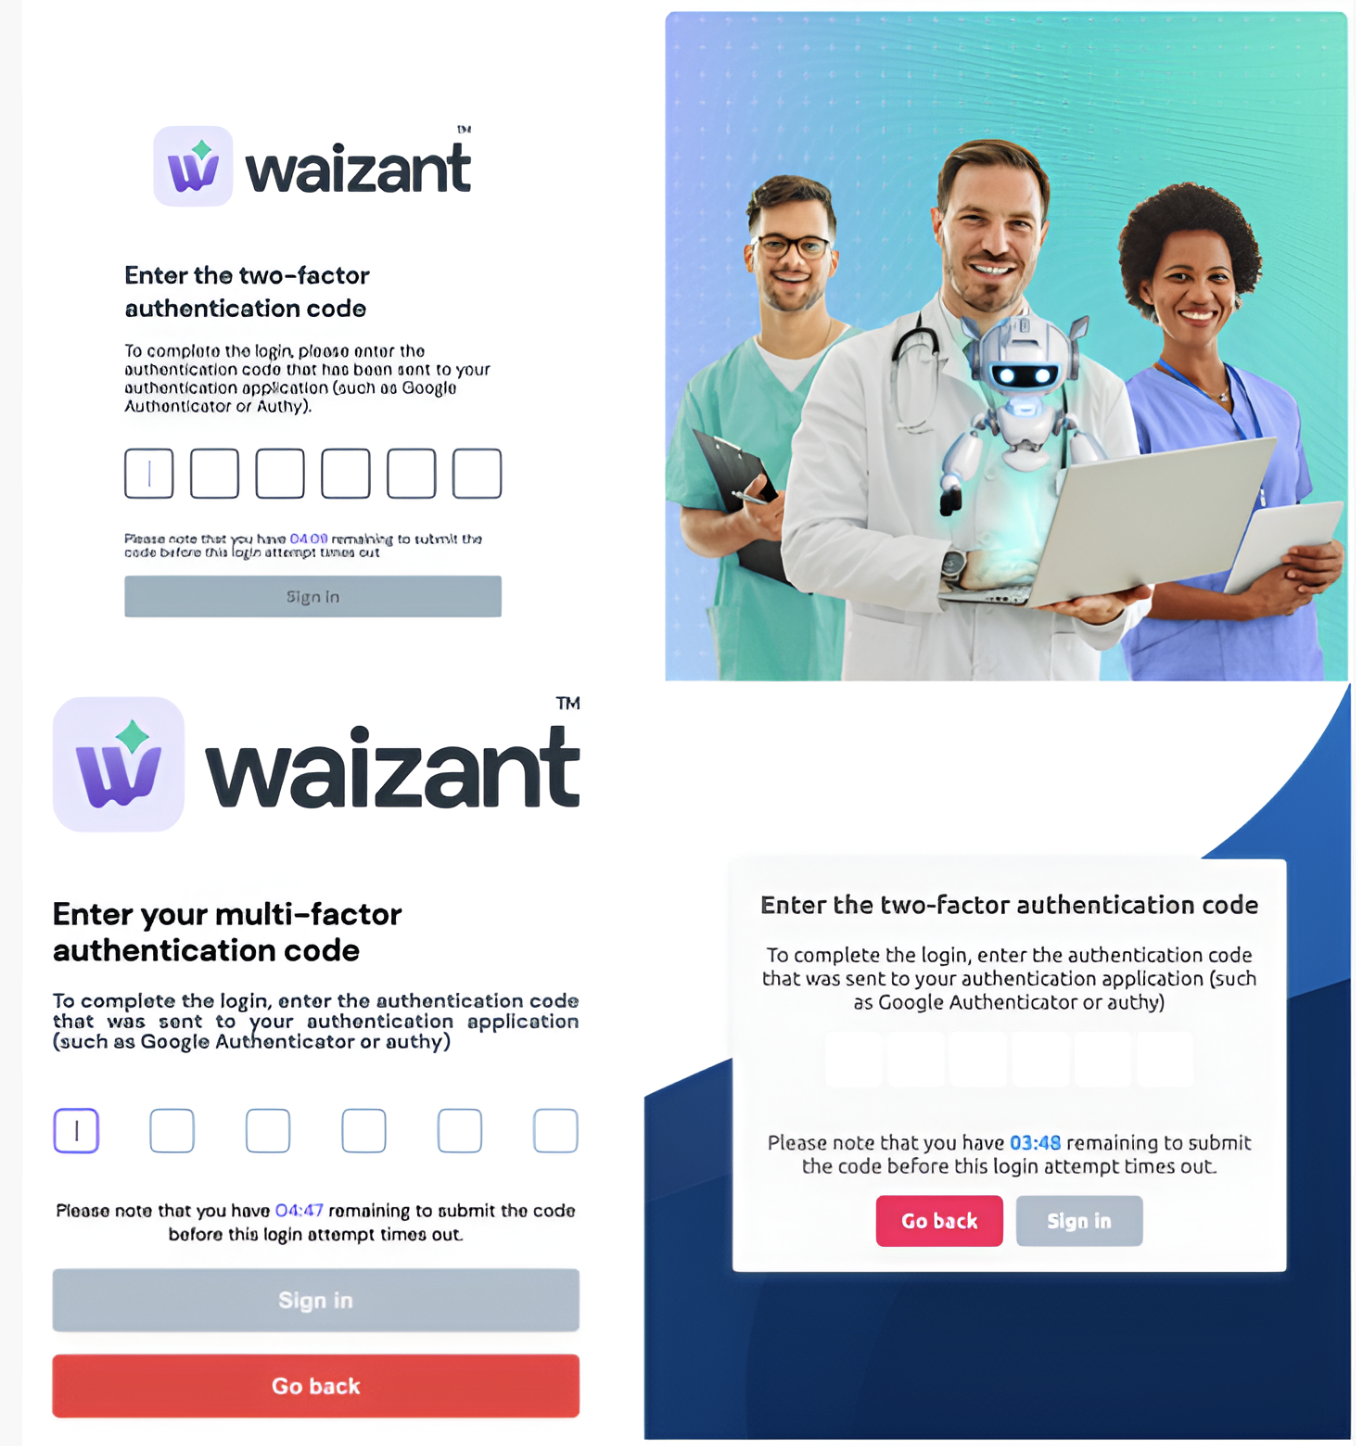 waizant
TM
Enter the two-factor
authentication code
To complete the login, please enter the
authentication code that has been sent to your
authentication application (such as Google
Authenticator or Authy).
Please note that you have 04:09 remaining to submit the
code before this login attempt times out
Sign in
waizant
TM
Enter your multi-factor
authentication code
To complete the login, enter the authentication code
that was sent to your authentication application
(such as Google Authenticator or authy)
Please note that you have 04:47 remaining to submit the code
before this login attempt times out.
Sign in
Go back
Enter the two-factor authentication code
To complete the login, enter the authentication code
that was sent to your authentication application (such
as Google Authenticator or authy)
Please note that you have 03:48 remaining to submit
the code before this login attempt times out.
Go back
Sign in